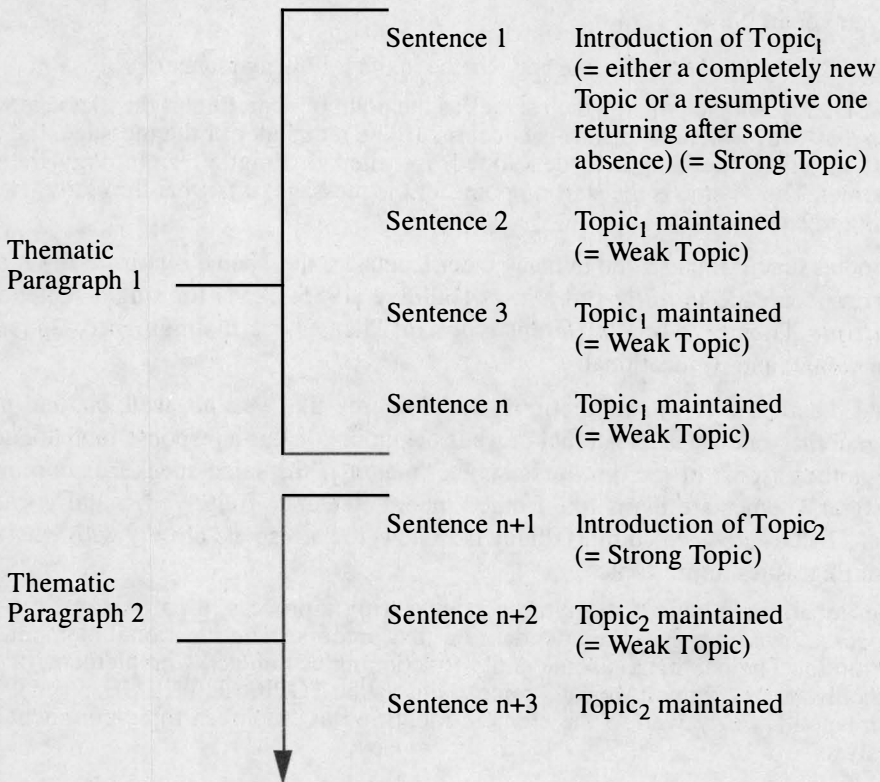 Sentence 1 Introduction of Topic₁
(= either a completely new
Topic or a resumptive one
returning after some
absence) (= Strong Topic)
Sentence 2 Topic₁ maintained
(= Weak Topic)
Thematic
Paragraph 1
Sentence 3 Topic₁ maintained
(= Weak Topic)
Sentence n Topic₁ maintained
(= Weak Topic)
Sentence n+1 Introduction of Topic₂
(= Strong Topic)
Thematic
Paragraph 2
Sentence n+2 Topic₂ maintained
(= Weak Topic)
Sentence n+3 Topic₂ maintained